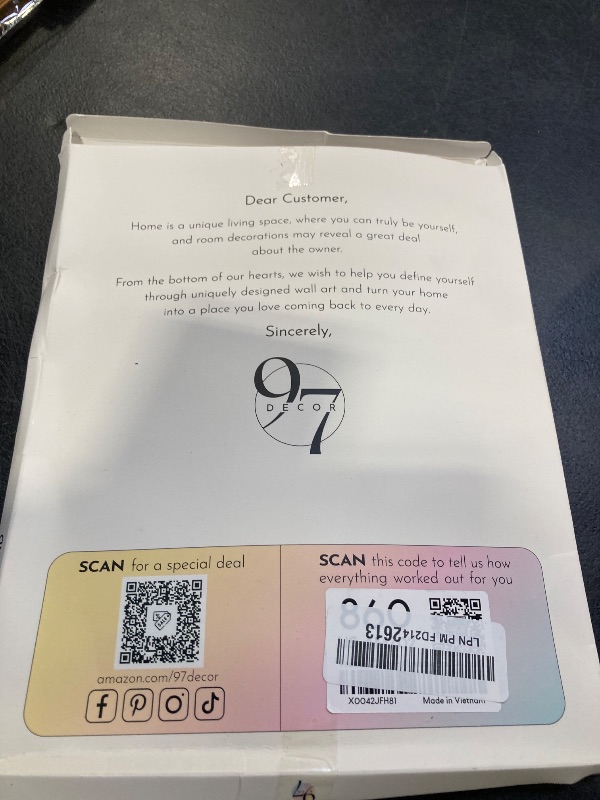 Dear Customer,
Home is a unique living space, where you can truly be yourself,
and room decorations may reveal a great deal
about the owner.
From the bottom of our hearts, we wish to help you define yourself
through uniquely designed wall art and turn your home
into a place you love coming back to every day.
Sincerely,
97
DECOR
SCAN for a special deal
amazon.com/97decor
SCAN this code to tell us how
everything worked out for you
LPN PM FD2142613
X0042JFH81 Made in Vietnam